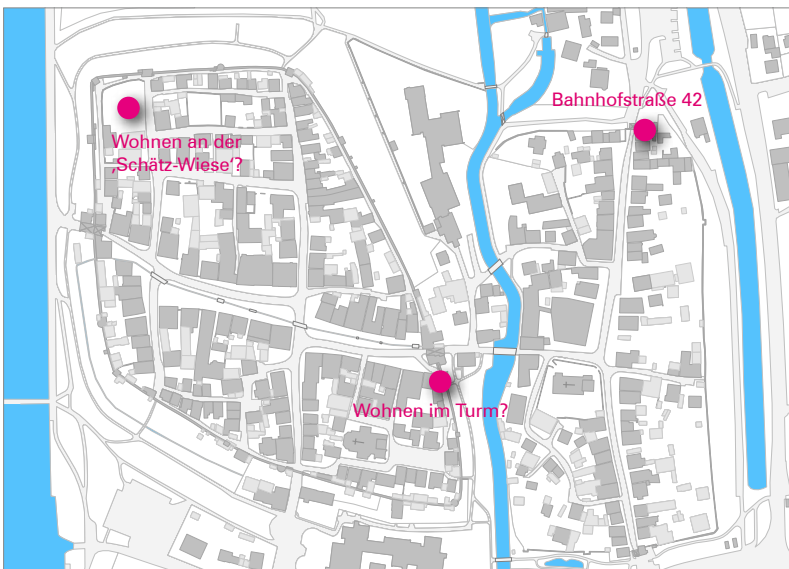 Bahnhofstraße 42
Wohnen an der
‚Schätz-Wiese‘?
Wohnen im Turm?